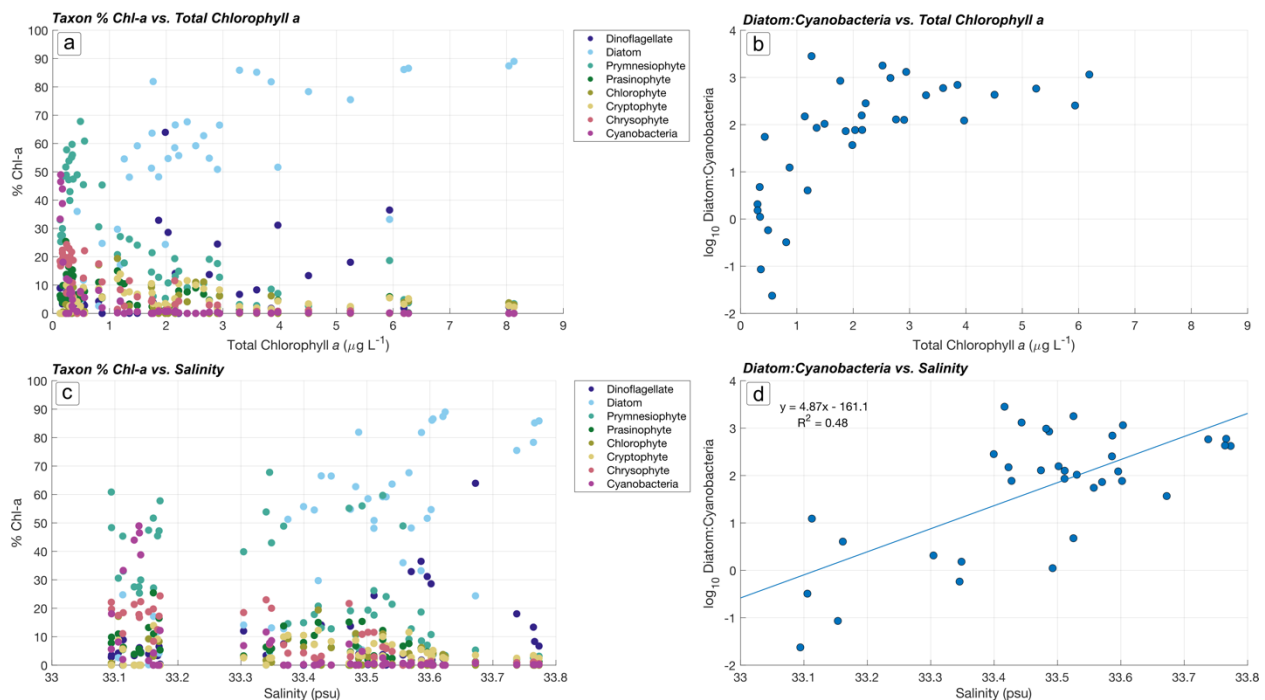 Taxon % Chl-a vs. Total Chlorophyll a
a
% Chl-a
100
90
80
70
60
50
40
30
20
10
0
0 1 2 3 4 5 6 7 8 9
Total Chlorophyll a (μg L⁻¹)
Dinoflagellate
Diatom
Prymnesiophyte
Prasinophyte
Chlorophyte
Cryptophyte
Chrysophyte
Cyanobacteria
Diatom:Cyanobacteria vs. Total Chlorophyll a
b
log₁₀ Diatom:Cyanobacteria
4
3
2
1
0
-1
-2
0 1 2 3 4 5 6 7 8 9
Total Chlorophyll a (μg L⁻¹)
Taxon % Chl-a vs. Salinity
c
% Chl-a
100
90
80
70
60
50
40
30
20
10
0
33 33.1 33.2 33.3 33.4 33.5 33.6 33.7 33.8
Salinity (psu)
Dinoflagellate
Diatom
Prymnesiophyte
Prasinophyte
Chlorophyte
Cryptophyte
Chrysophyte
Cyanobacteria
Diatom:Cyanobacteria vs. Salinity
d
y = 4.87x - 161.1
R² = 0.48
log₁₀ Diatom:Cyanobacteria
4
3
2
1
0
-1
-2
33 33.1 33.2 33.3 33.4 33.5 33.6 33.7 33.8
Salinity (psu)